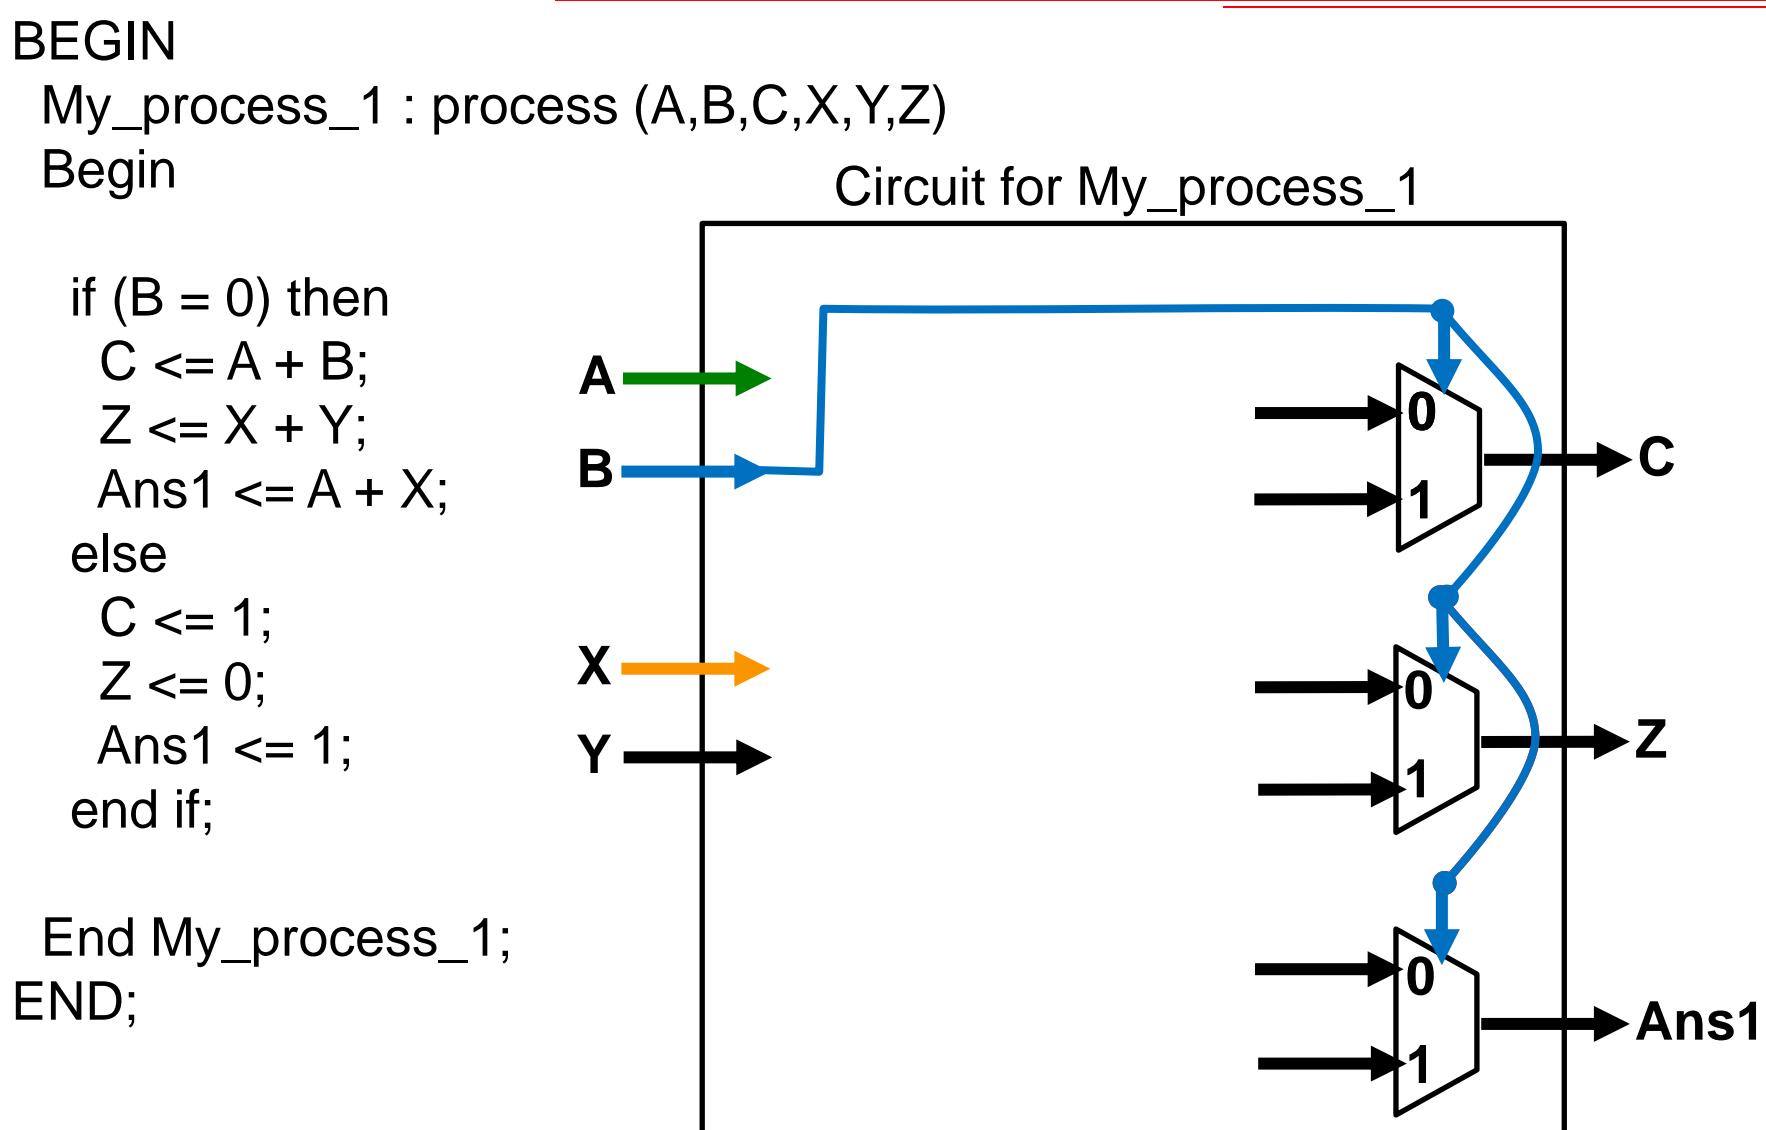 BEGIN
My_process_1 : process (A,B,C,X,Y,Z)
Begin
Circuit for My_process_1
if (B = 0) then
C <= A + B;
Z <= X + Y;
Ans1 <= A + X;
else
C <= 1;
Z <= 0;
Ans1 <= 1;
end if;
End My_process_1;
END;
A
B
X
Y
0
1
C
0
1
Z
0
1
Ans1